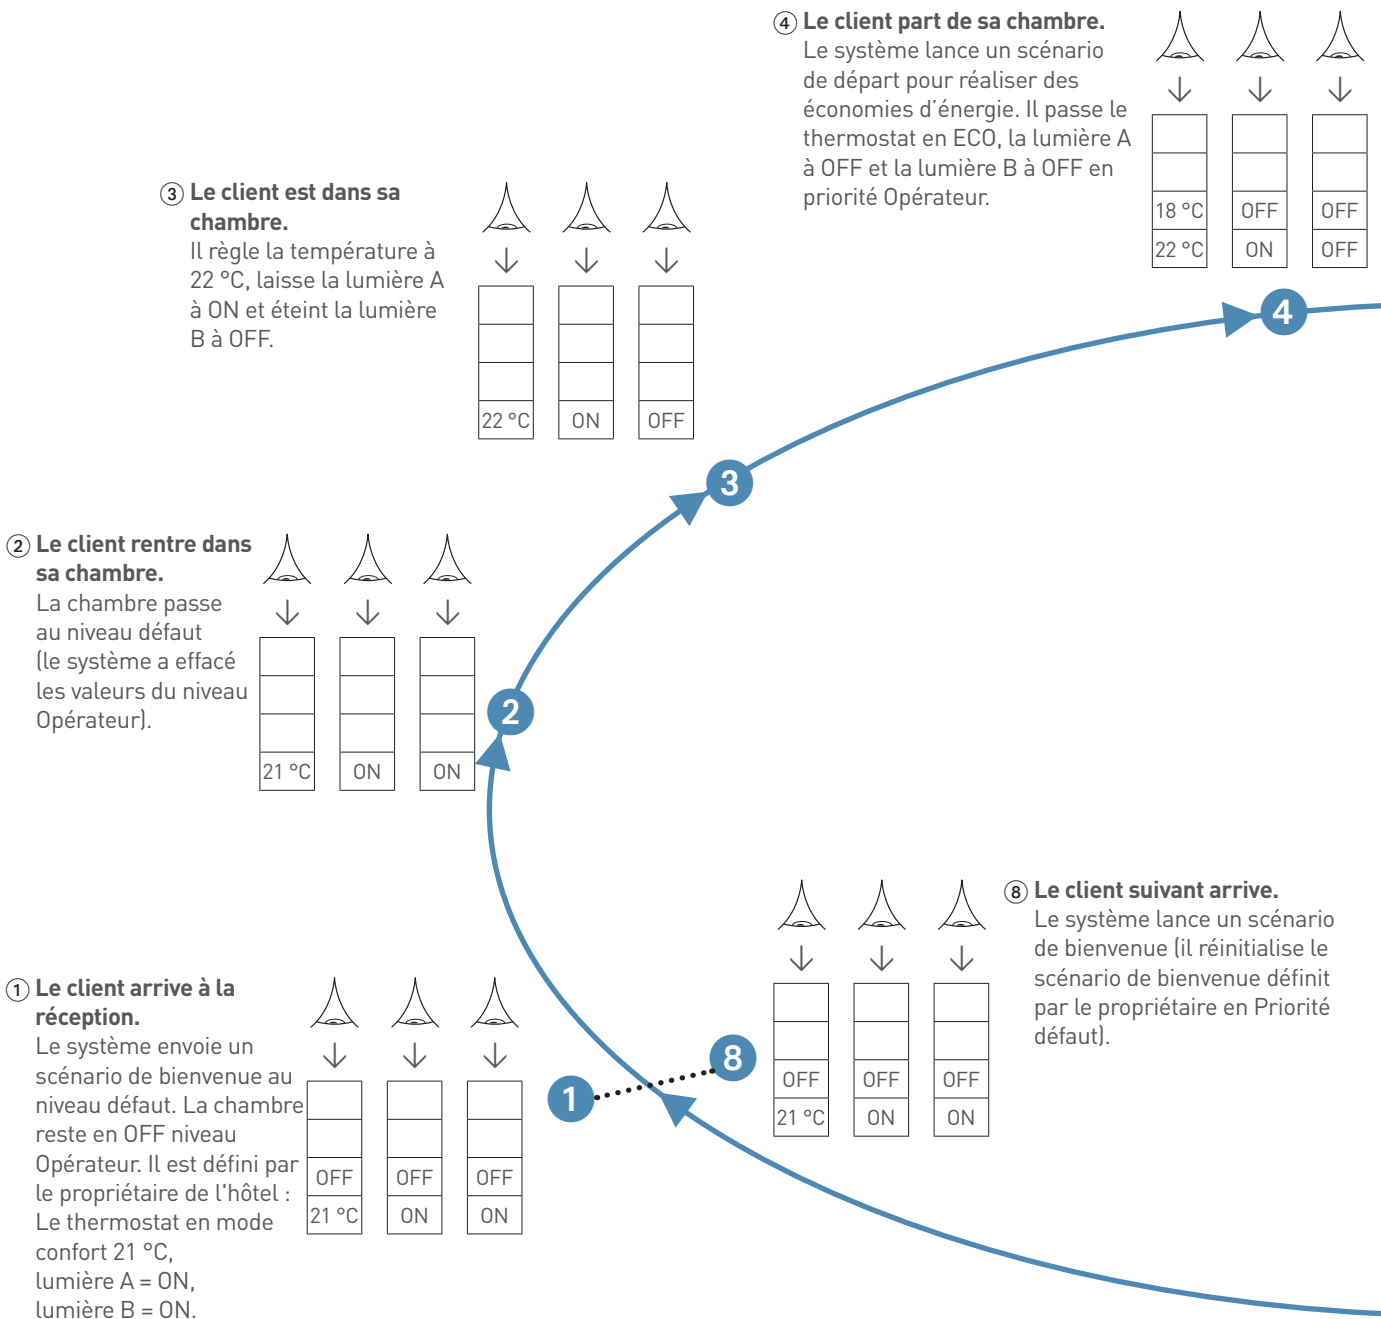 ④ Le client part de sa chambre.
Le système lance un scénario
de départ pour réaliser des
économies d'énergie. Il passe le
thermostat en ECO, la lumière A
à OFF et la lumière B à OFF en
priorité Opérateur.
18 °C OFF OFF
22 °C ON OFF
4
③ Le client est dans sa
chambre.
Il règle la température à
22 °C, laisse la lumière A
à ON et éteint la lumière
B à OFF.
22 °C ON OFF
3
② Le client rentre dans
sa chambre.
La chambre passe
au niveau défaut
(le système a effacé
les valeurs du niveau
Opérateur).
21 °C ON ON
2
⑧ Le client suivant arrive.
Le système lance un scénario
de bienvenue (il réinitialise le
scénario de bienvenue définit
par le propriétaire en Priorité
défaut).
OFF OFF OFF
21 °C ON ON
8
① Le client arrive à la
réception.
Le système envoie un
scénario de bienvenue au
niveau défaut. La chambre
reste en OFF niveau
Opérateur. Il est défini par
le propriétaire de l'hôtel :
Le thermostat en mode
confort 21 °C,
lumière A = ON,
lumière B = ON.
OFF OFF OFF
21 °C ON ON
1